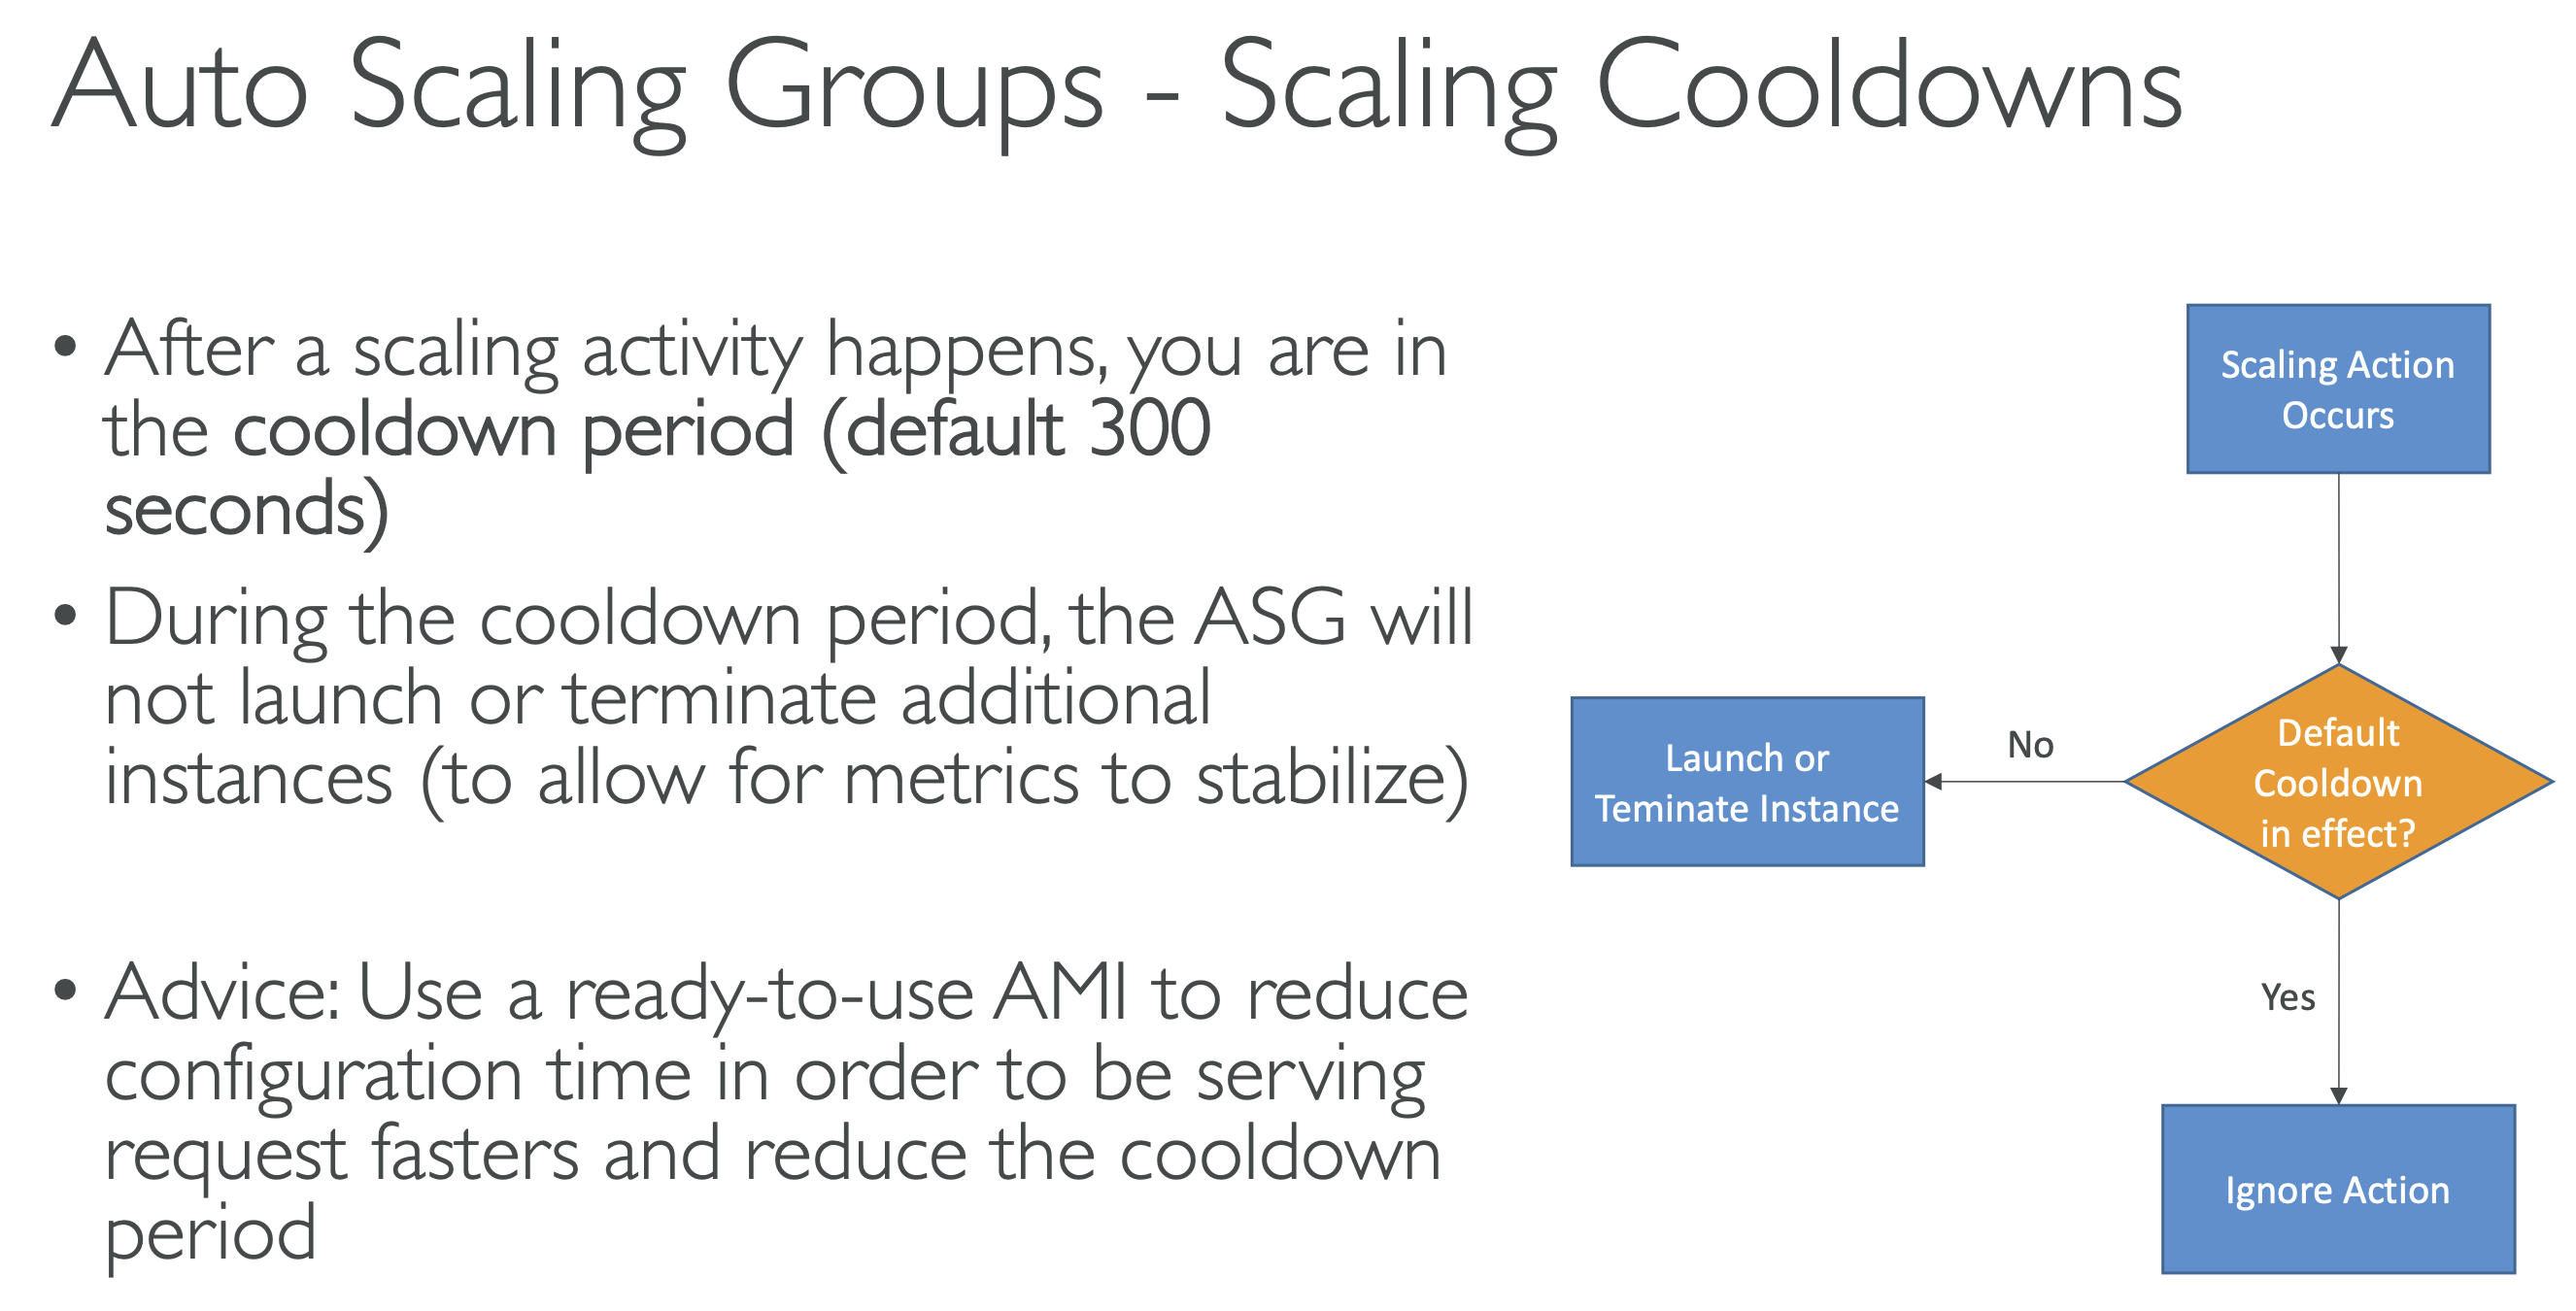 Auto Scaling Groups - Scaling Cooldowns
• After a scaling activity happens, you are in
the cooldown period (default 300
seconds)
• During the cooldown period, the ASG will
not launch or terminate additional
instances (to allow for metrics to stabilize)
• Advice: Use a ready-to-use AMI to reduce
configuration time in order to be serving
request fasters and reduce the cooldown
period
Scaling Action
Occurs
Default
Cooldown
in effect?
No
Launch or
Teminate Instance
Yes
Ignore Action